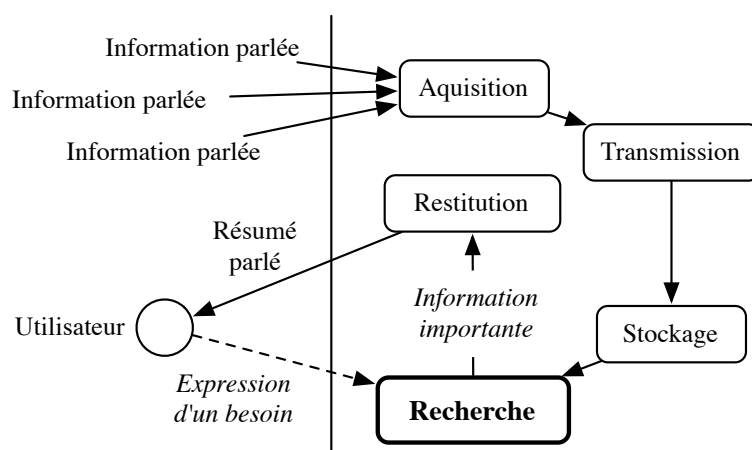 Information parlée
Information parlée
Information parlée
Aquisition
Transmission
Restitution
Résumé
parlé
Information
importante
Utilisateur
Stockage
Expression
d'un besoin
Recherche